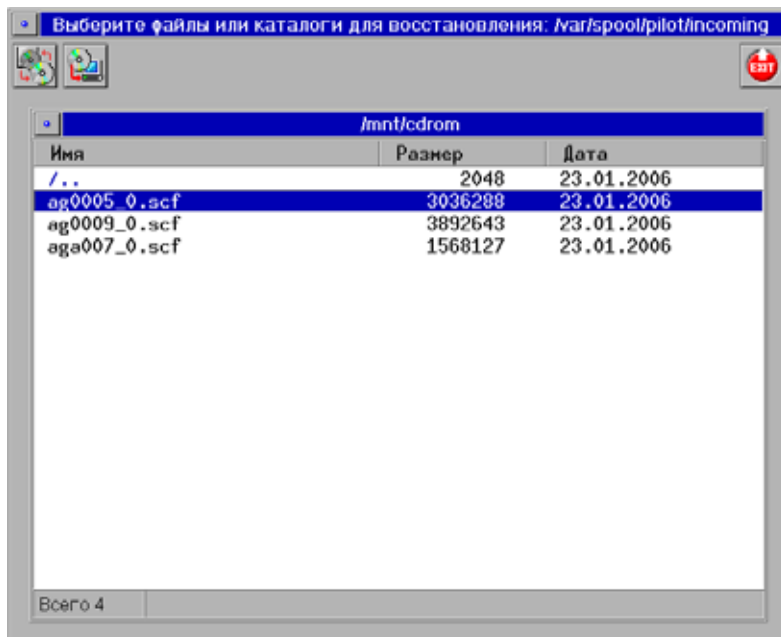 Выберите файлы или каталоги для восстановления: /var/spool/pilot/incoming
EXIT
/mnt/cdrom
Имя Размер Дата
/.. 2048 23.01.2006
ag0005_0.scf 3036288 23.01.2006
ag0009_0.scf 3892643 23.01.2006
aga007_0.scf 1568127 23.01.2006
Всего 4